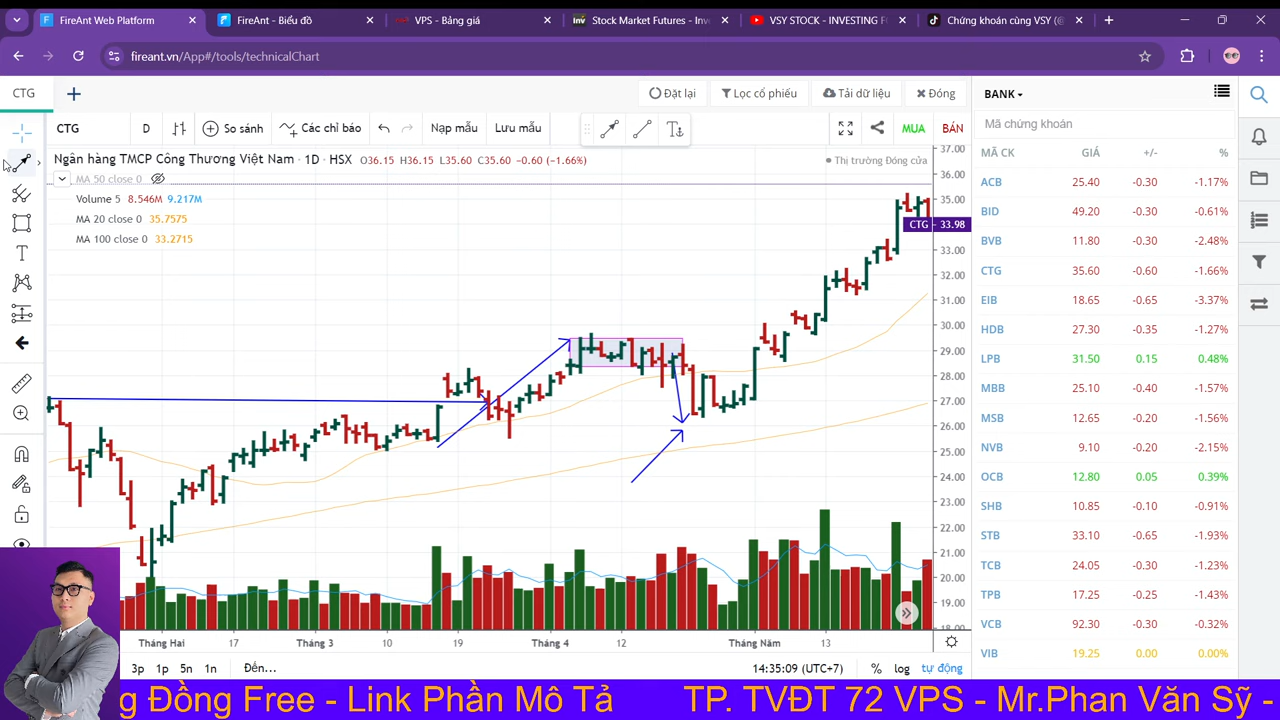 FireAnt Web Platform
FireAnt - Biểu đồ
VPS - Bảng giá
Stock Market Futures - Inve
VSY STOCK - INVESTING F
Chứng khoán cùng VSY (@
fireant.vn/App#/tools/technicalChart
CTG
Đặt lại
Lọc cổ phiếu
Tải dữ liệu
Đóng
BANK
CTG
D
So sánh
Các chỉ báo
Nạp mẫu
Lưu mẫu
MUA
BÁN
Mã chứng khoán
Ngân hàng TMCP Công Thương Việt Nam · 1D · HSX O36.15 H36.15 L35.60 C35.60 -0.60 (-1.66%)
Thị trường Đóng cửa
MA 50 close 0
Volume 5 8.546M 9.217M
MA 20 close 0 35.7575
MA 100 close 0 33.2715
37.00
36.00
35.00
CTG 33.98
33.00
32.00
31.00
30.00
29.00
28.00
27.00
26.00
25.00
24.00
23.00
22.00
21.00
20.00
19.00
18.00
Tháng Hai 17 Tháng 3 10 19 Tháng 4 12 Tháng Năm 13
3p 1p 5n 1n Đến...
14:35:09 (UTC+7) % log tự động
MÃ CK GIÁ +/- %
ACB 25.40 -0.30 -1.17%
BID 49.20 -0.30 -0.61%
BVB 11.80 -0.30 -2.48%
CTG 35.60 -0.60 -1.66%
EIB 18.65 -0.65 -3.37%
HDB 27.30 -0.35 -1.27%
LPB 31.50 0.15 0.48%
MBB 25.10 -0.40 -1.57%
MSB 12.65 -0.20 -1.56%
NVB 9.10 -0.20 -2.15%
OCB 12.80 0.05 0.39%
SHB 10.85 -0.10 -0.91%
STB 33.10 -0.65 -1.93%
TCB 24.05 -0.30 -1.23%
TPB 17.25 -0.25 -1.43%
VCB 92.30 -0.30 -0.32%
VIB 19.25 0.00 0.00%
g Đồng Free - Link Phần Mô Tả TP. TVĐT 72 VPS - Mr.Phan Văn Sỹ -